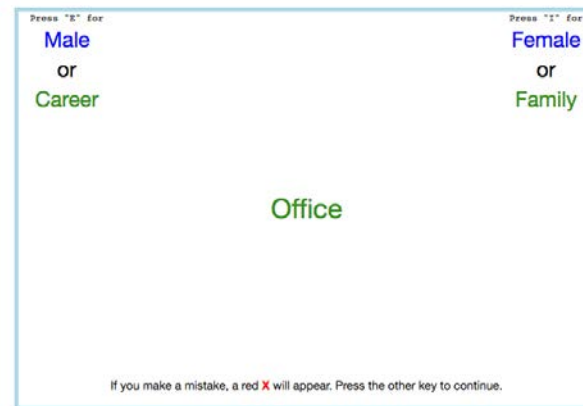 Press "E" for
Male
or
Career
Press "I" for
Female
or
Family
Office
If you make a mistake, a red X will appear. Press the other key to continue.